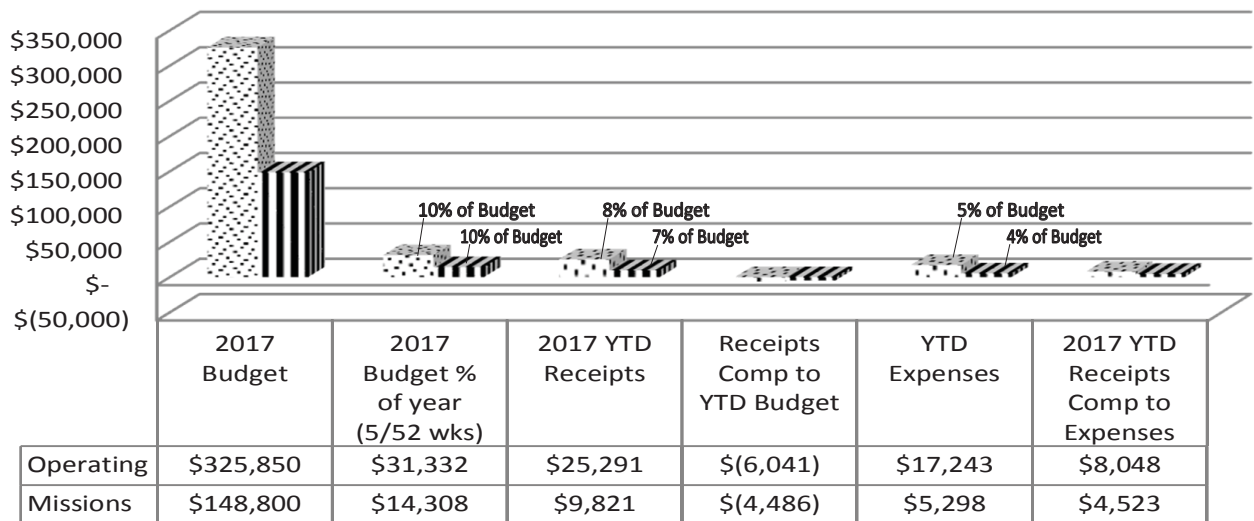 $350,000
$300,000
$250,000
$200,000
$150,000
$100,000
$50,000
$-
$(50,000)
10% of Budget
10% of Budget
8% of Budget
7% of Budget
5% of Budget
4% of Budget
2017 Budget
2017 Budget % of year (5/52 wks)
2017 YTD Receipts
Receipts Comp to YTD Budget
YTD Expenses
2017 YTD Receipts Comp to Expenses
Operating $325,850 $31,332 $25,291 $(6,041) $17,243 $8,048
Missions $148,800 $14,308 $9,821 $(4,486) $5,298 $4,523